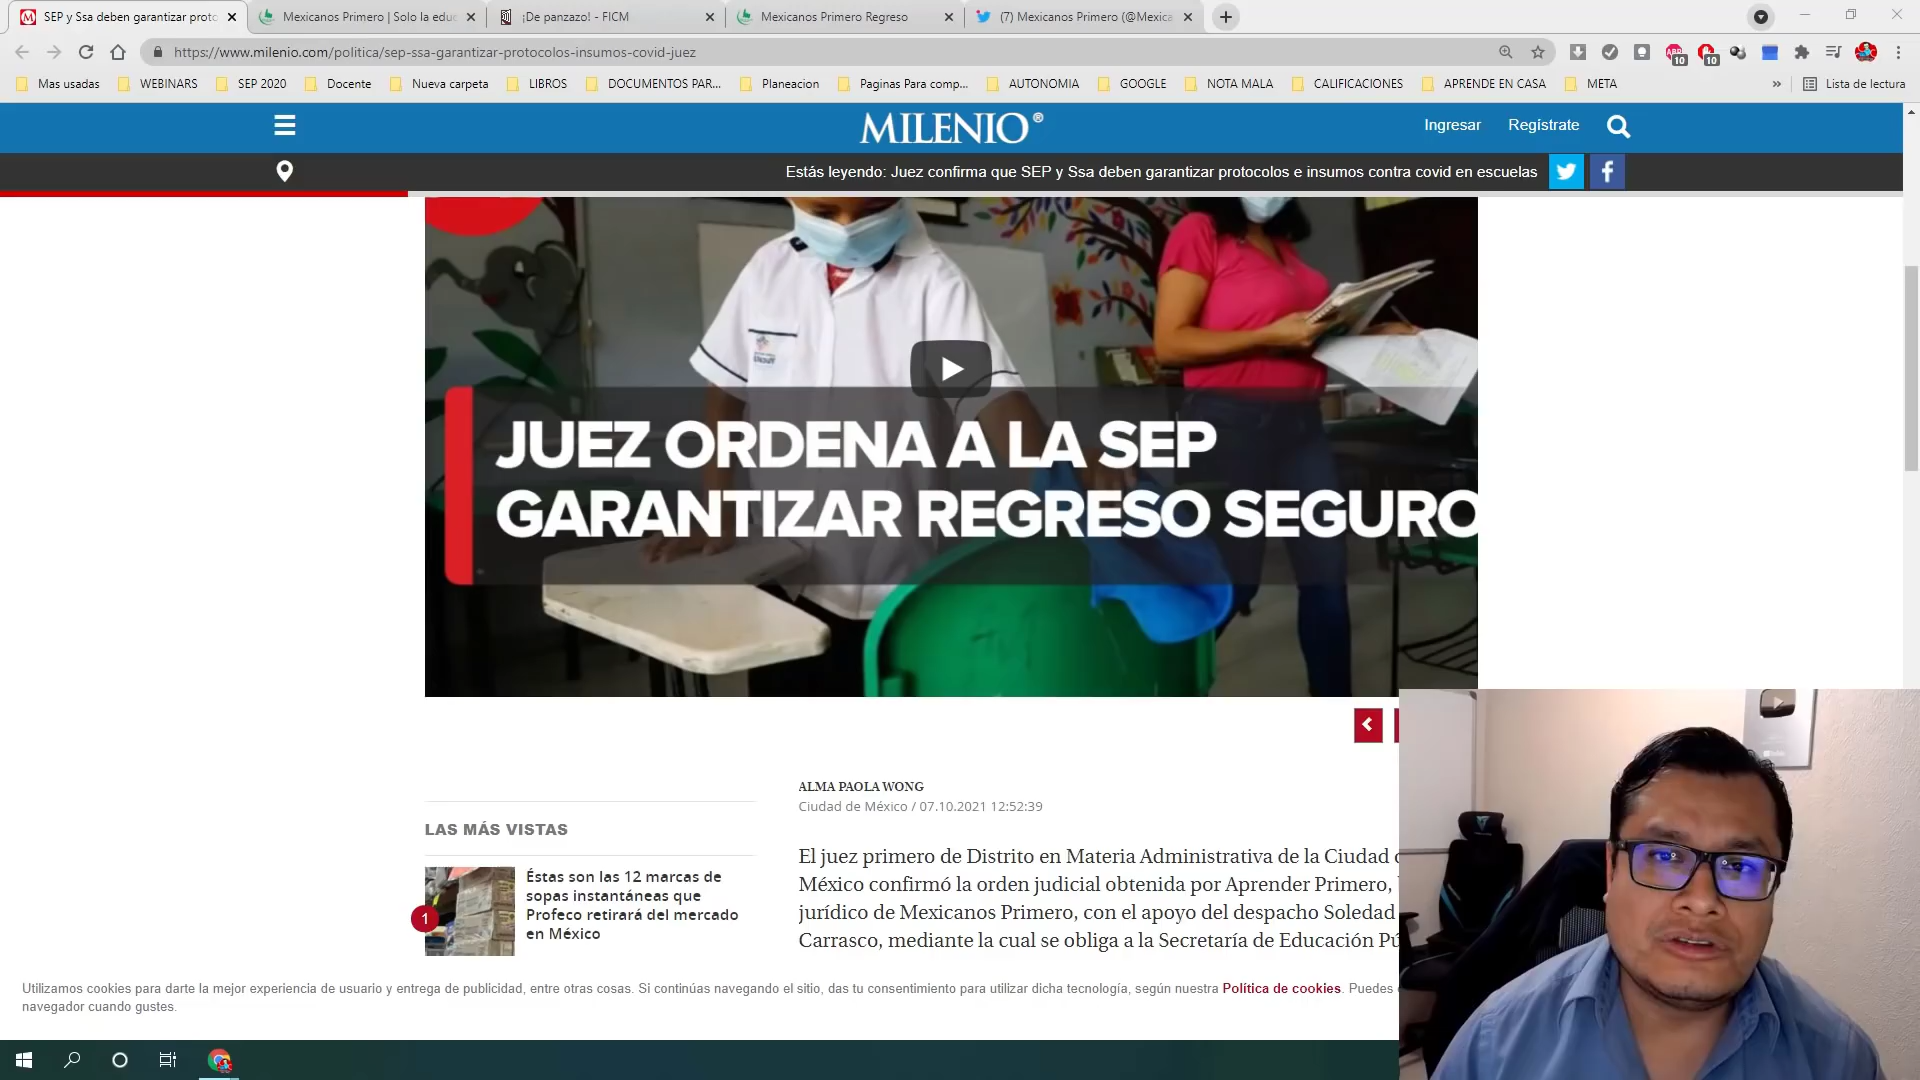 SEP y Ssa deben garantizar proto
Mexicanos Primero | Solo la educ
¡De panzazo! - FICM
Mexicanos Primero Regreso
(7) Mexicanos Primero (@Mexica
https://www.milenio.com/politica/sep-ssa-garantizar-protocolos-insumos-covid-juez
10
10
Mas usadas
WEBINARS
SEP 2020
Docente
Nueva carpeta
LIBROS
DOCUMENTOS PAR...
Planeacion
Paginas Para comp...
AUTONOMIA
GOOGLE
NOTA MALA
CALIFICACIONES
APRENDE EN CASA
META
»
Lista de lectura
MILENIO®
Ingresar
Regístrate
Estás leyendo: Juez confirma que SEP y Ssa deben garantizar protocolos e insumos contra covid en escuelas
JUEZ ORDENA A LA SEP
GARANTIZAR REGRESO SEGURO
ALMA PAOLA WONG
Ciudad de México / 07.10.2021 12:52:39
LAS MÁS VISTAS
1
Éstas son las 12 marcas de
sopas instantáneas que
Profeco retirará del mercado
en México
El juez primero de Distrito en Materia Administrativa de la Ciudad
México confirmó la orden judicial obtenida por Aprender Primero,
jurídico de Mexicanos Primero, con el apoyo del despacho Soledad
Carrasco, mediante la cual se obliga a la Secretaría de Educación
Utilizamos cookies para darte la mejor experiencia de usuario y entrega de publicidad, entre otras cosas. Si continúas navegando el sitio, das tu consentimiento para utilizar dicha tecnología, según nuestra Política de cookies. Puedes
navegador cuando gustes.